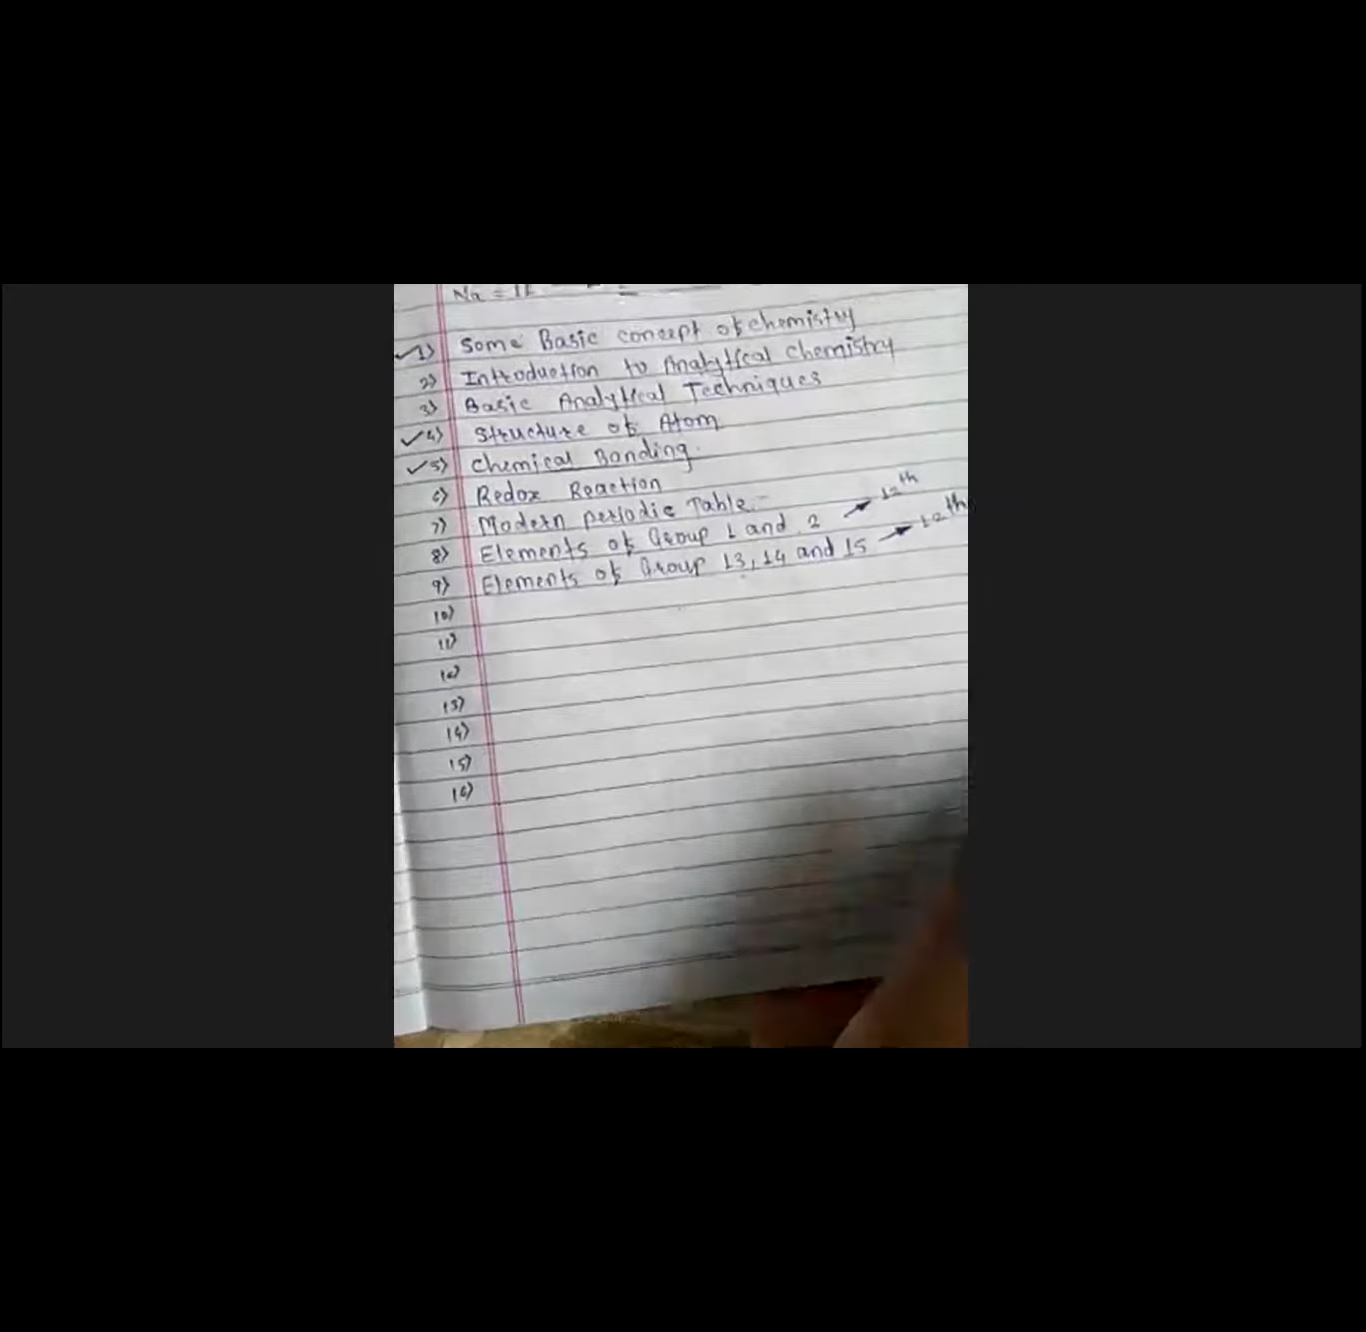 Na =
✓1) Some Basic concept of chemistry
2) Introduction to Analytical chemistry
3) Basic Analytical Techniques
✓4) Structure of Atom
✓5) Chemical Bonding.
6) Redox Reaction
7) Modern periodic Table.
8) Elements of Group 1 and 2 → 12th
9) Elements of Group 13, 14 and 15 → 12th
10)
11)
12)
13)
14)
15)
16)